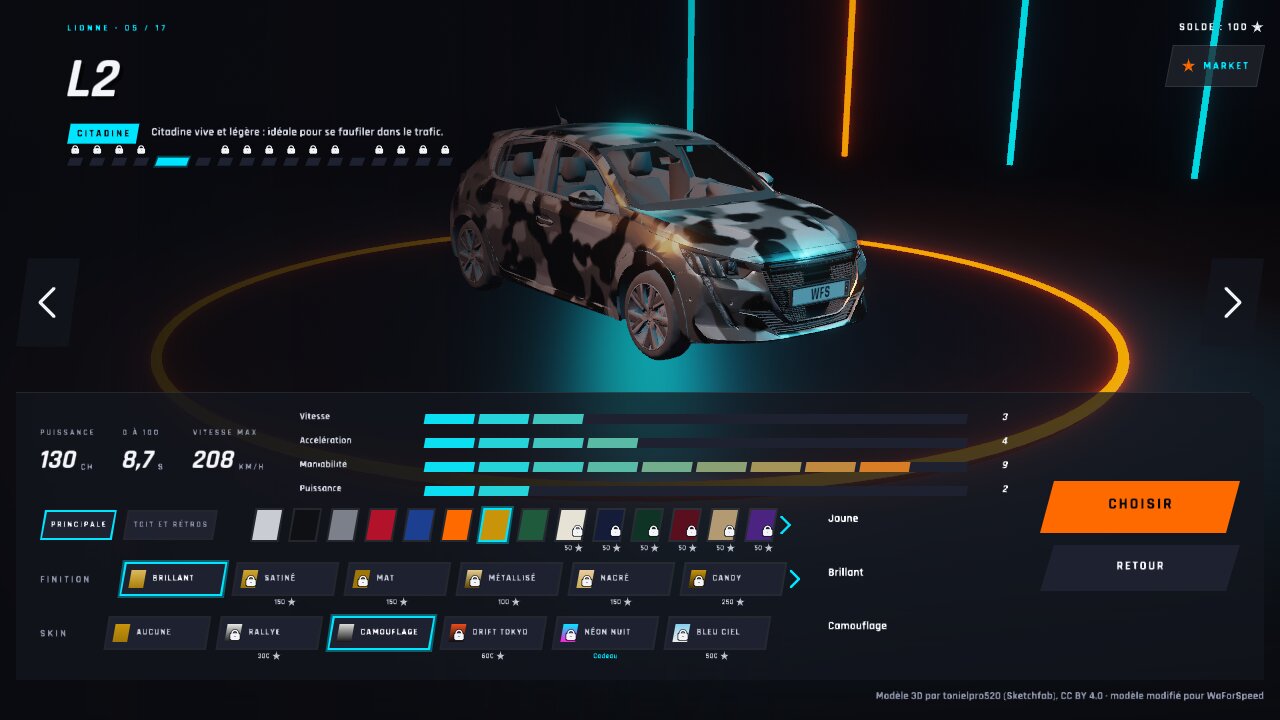 LIONNE · 05 / 17
SOLDE : 100 ★
L2
★ MARKET
CITADINE
Citadine vive et légère : idéale pour se faufiler dans le trafic.
WFS
PUISSANCE
130 CH
0 À 100
8,7 S
VITESSE MAX
208 KM/H
Vitesse 3
Accélération 4
Maniabilité 9
Puissance 2
PRINCIPALE
TOIT ET RÉTROS
50 ★ 50 ★ 50 ★ 50 ★ 50 ★ 50 ★
Jaune
CHOISIR
FINITION
BRILLANT
SATINÉ
150 ★
MAT
150 ★
MÉTALLISÉ
100 ★
NACRÉ
150 ★
CANDY
250 ★
Brillant
RETOUR
SKIN
AUCUNE
RALLYE
300 ★
CAMOUFLAGE
DRIFT TOKYO
600 ★
NÉON NUIT
Cadeau
BLEU CIEL
500 ★
Camouflage
Modèle 3D par tonielpro520 (Sketchfab), CC BY 4.0 · modèle modifié pour WaForSpeed